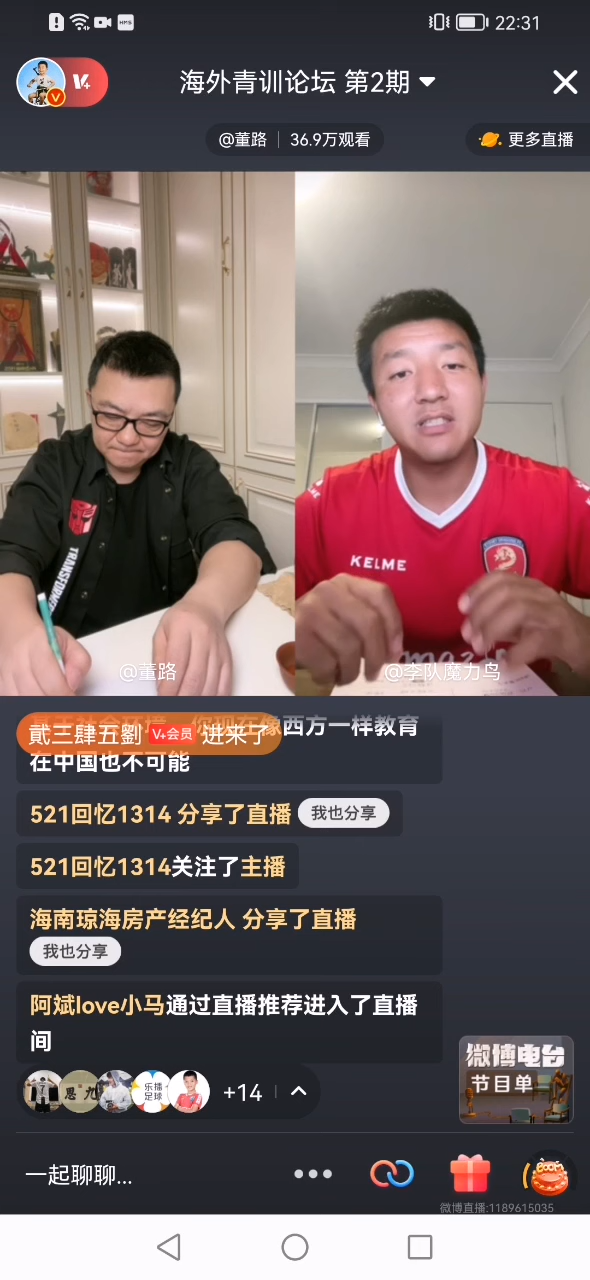 HMS
22:31
V4
V
海外青训论坛 第2期
@董路
36.9万观看
更多直播
TRANSFORME
KELME
@董路
@李队魔力鸟
戴三肆五劉 V+会员 进来了
西方一样教育
在中国也不可能
521回忆1314 分享了直播 我也分享
521回忆1314关注了主播
海南琼海房产经纪人 分享了直播
我也分享
阿斌love小马通过直播推荐进入了直播
间
乐播
足球
+14
微博电台
节目单
一起聊聊...
BOOM
微博直播:1189615035